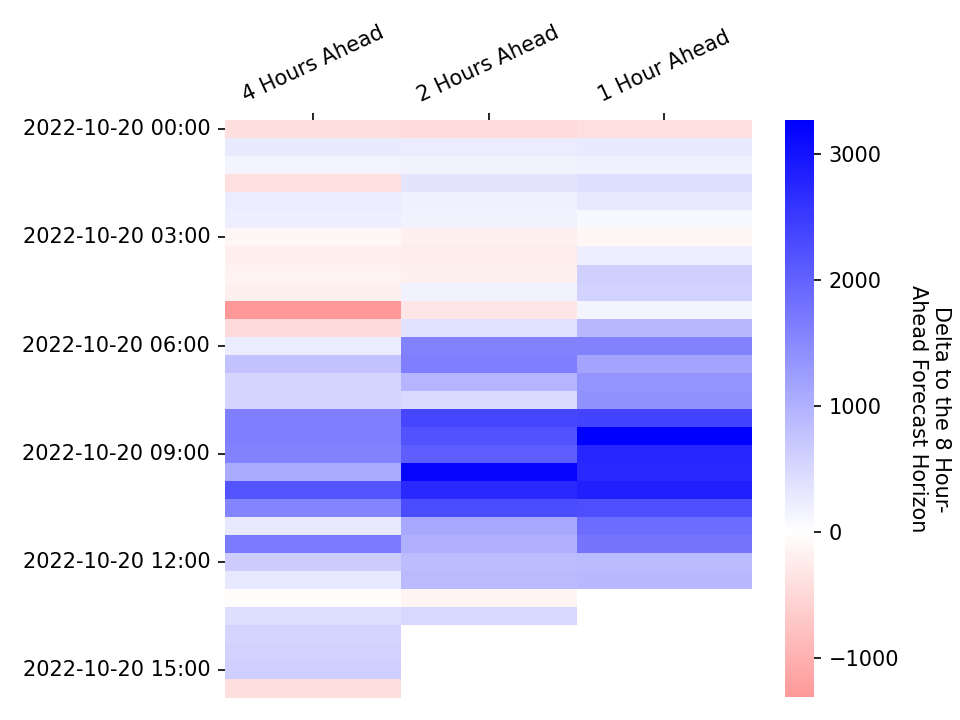 4 Hours Ahead
2 Hours Ahead
1 Hour Ahead
2022-10-20 00:00
2022-10-20 03:00
2022-10-20 06:00
2022-10-20 09:00
2022-10-20 12:00
2022-10-20 15:00
3000
2000
1000
0
−1000
Delta to the 8 Hour-
Ahead Forecast Horizon